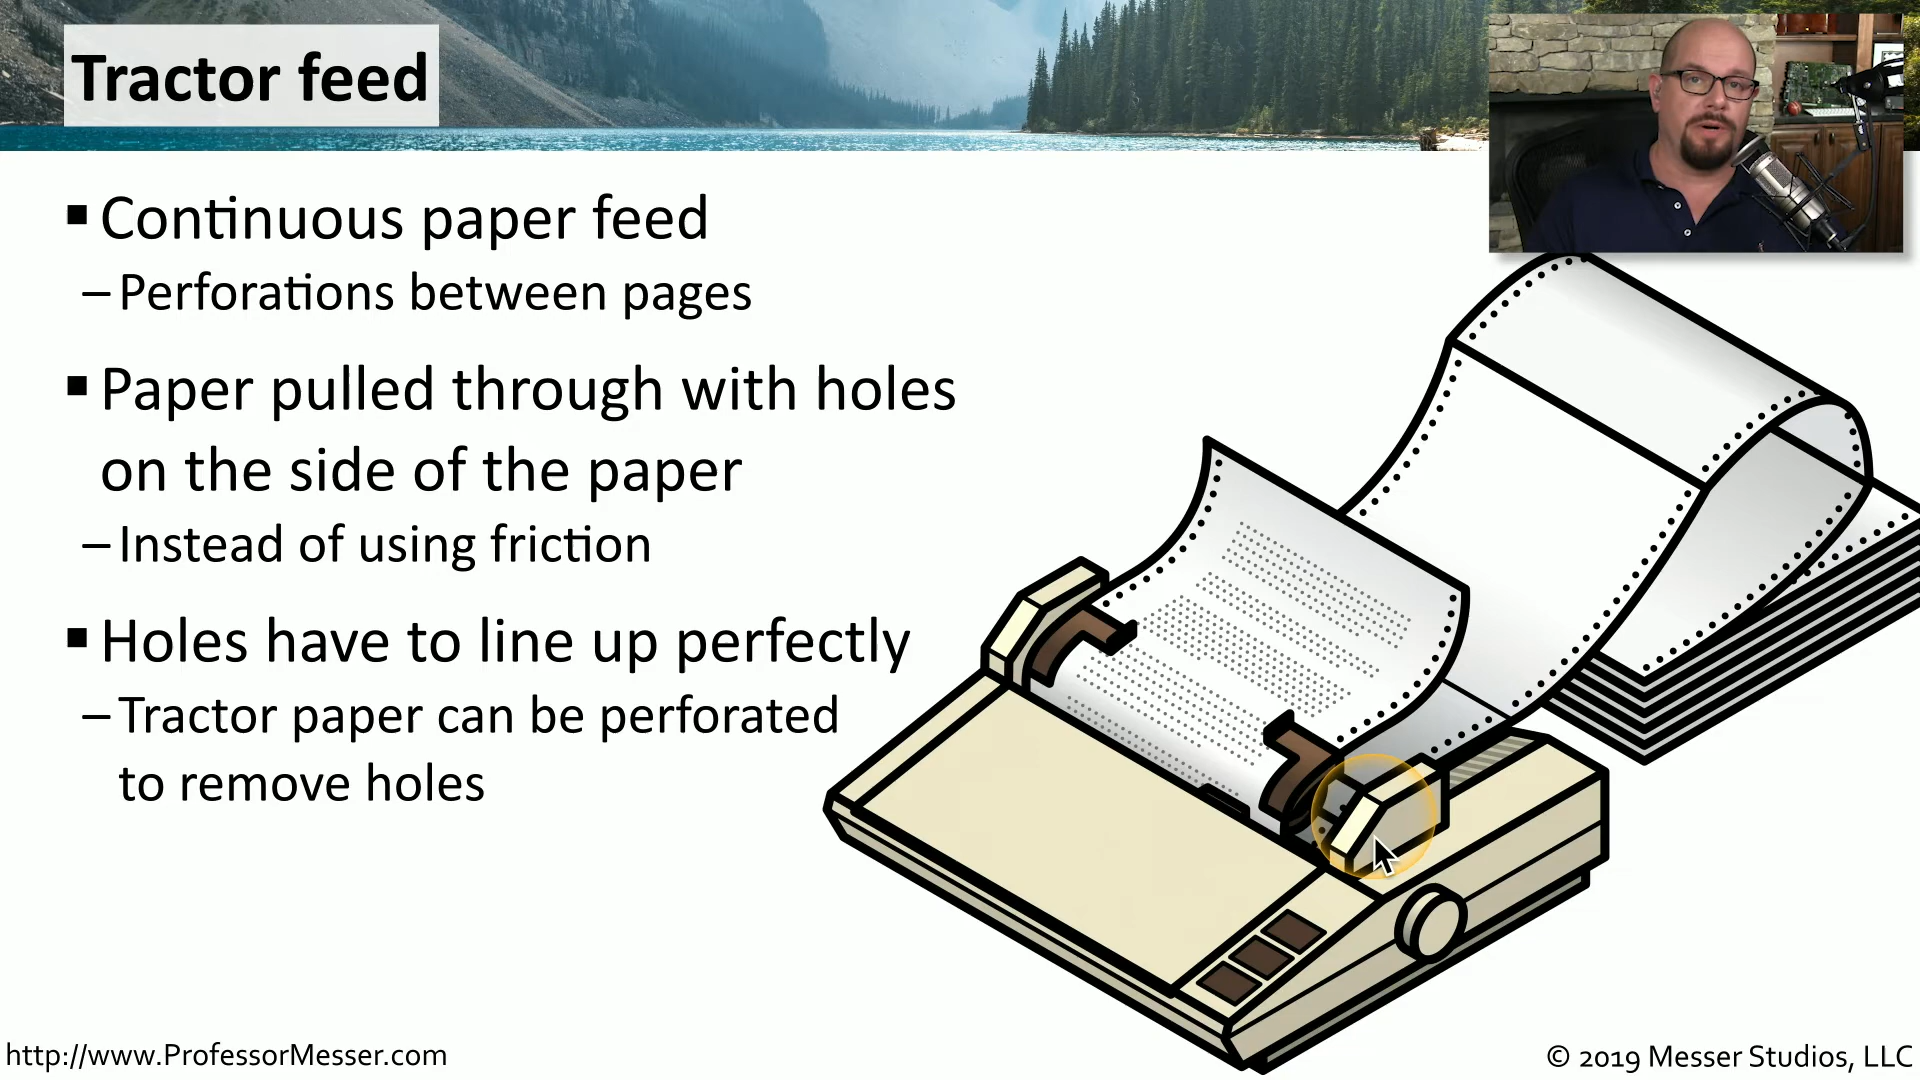 Tractor feed
▪ Continuous paper feed
– Perforations between pages
▪ Paper pulled through with holes
on the side of the paper
– Instead of using friction
▪ Holes have to line up perfectly
– Tractor paper can be perforated
to remove holes
http://www.ProfessorMesser.com
© 2019 Messer Studios, LLC